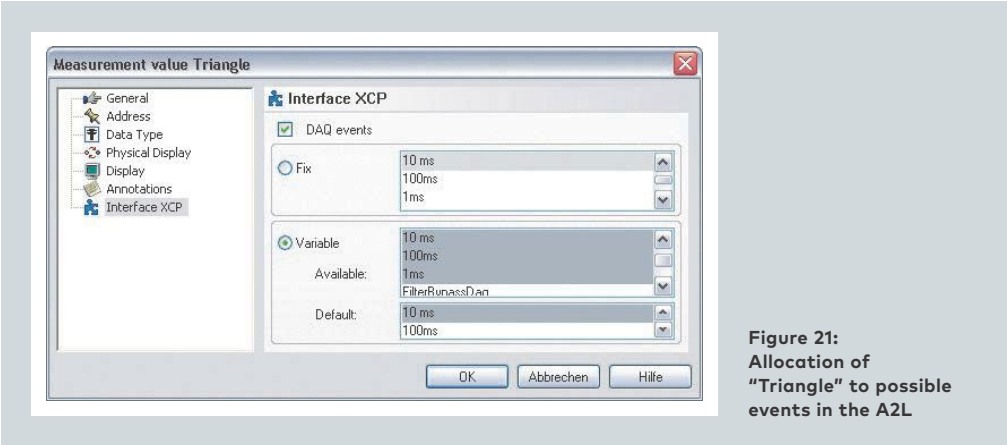 Measurement value Triangle
General
Address
Data Type
Physical Display
Display
Annotations
Interface XCP
Interface XCP
DAQ events
Fix
10 ms
100ms
1ms
Variable
Available:
10 ms
100ms
1ms
FilterBypassDaq
Default:
10 ms
100ms
OK
Abbrechen
Hilfe
Figure 21:
Allocation of
“Triangle” to possible
events in the A2L